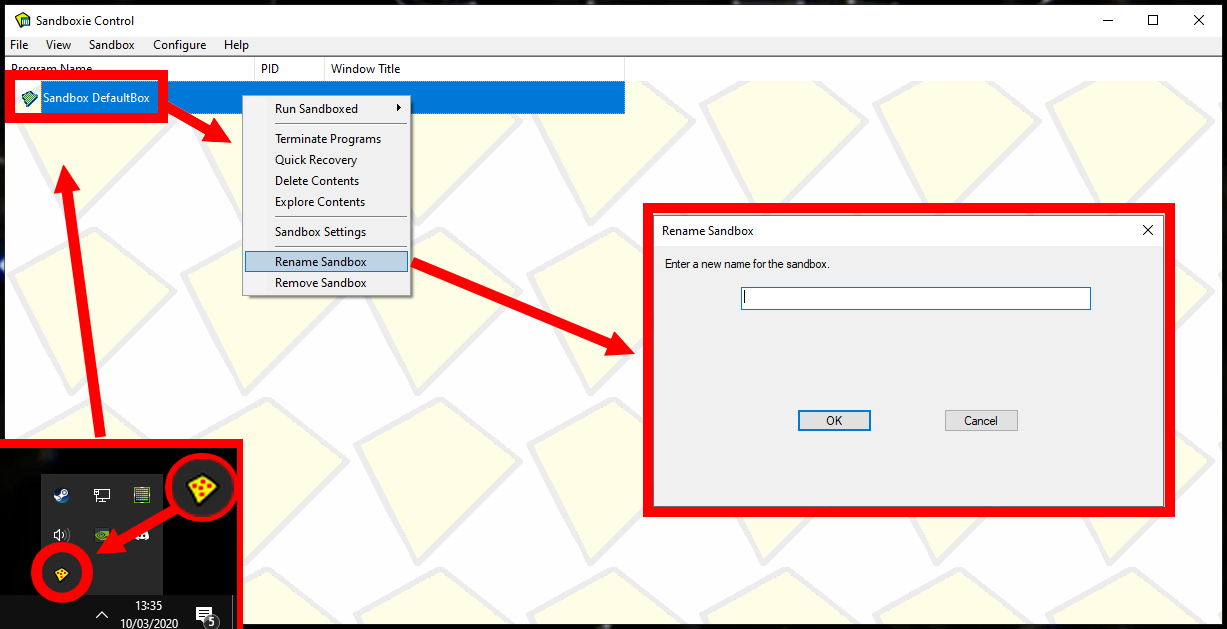 Sandboxie Control
File View Sandbox Configure Help
Program Name PID Window Title
Sandbox DefaultBox
Run Sandboxed
Terminate Programs
Quick Recovery
Delete Contents
Explore Contents
Sandbox Settings
Rename Sandbox
Remove Sandbox
Rename Sandbox
Enter a new name for the sandbox.
OK Cancel
13:35
10/03/2020
5